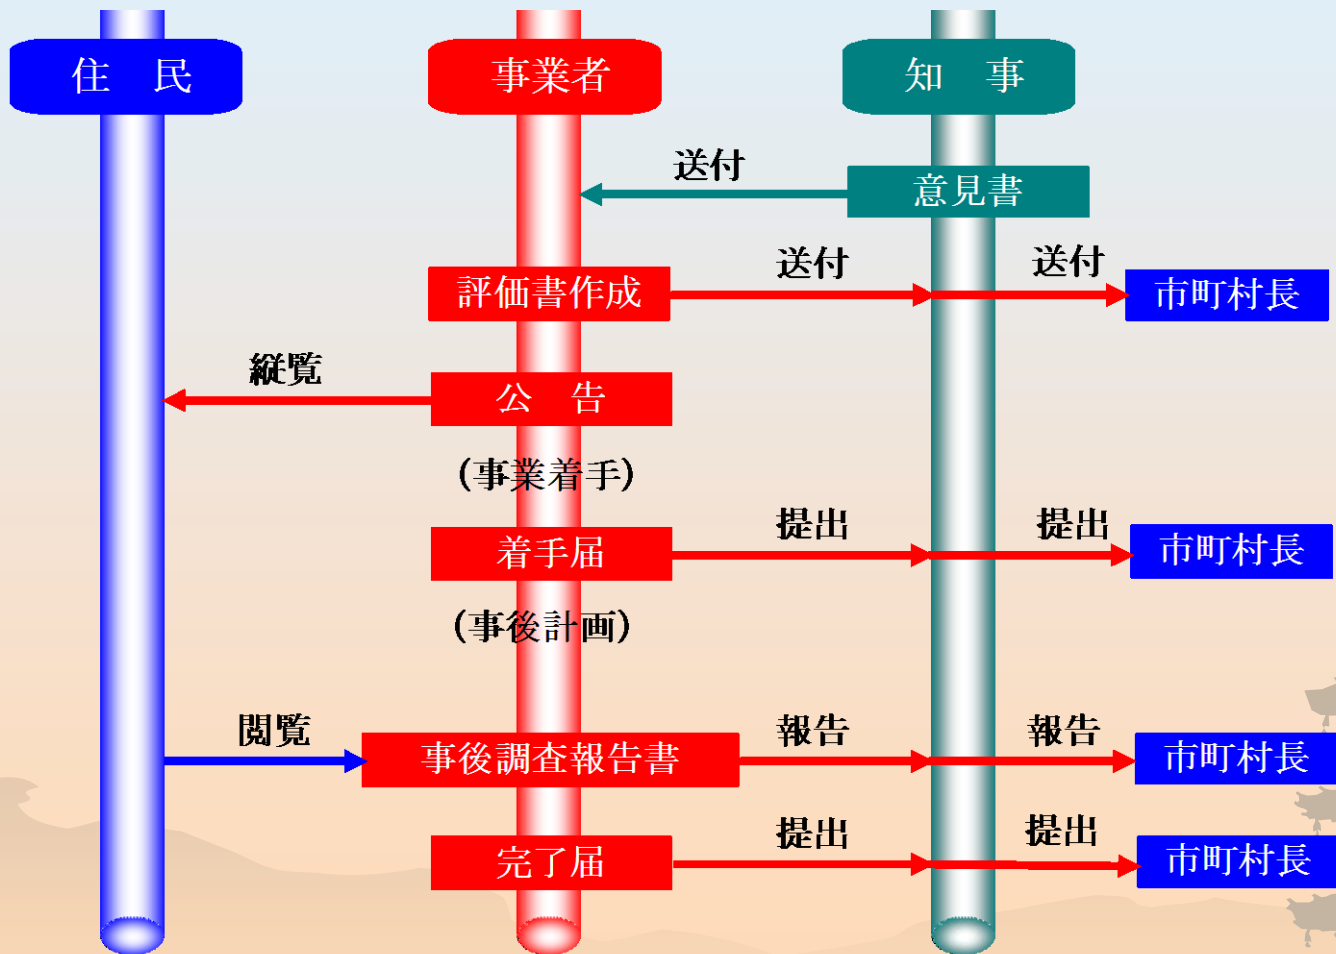 住　民
事業者
知　事
送付
意見書
評価書作成
送付
送付
市町村長
縦覧
公　告
(事業着手)
着手届
提出
提出
市町村長
(事後計画)
閲覧
事後調査報告書
報告
報告
市町村長
完了届
提出
提出
市町村長